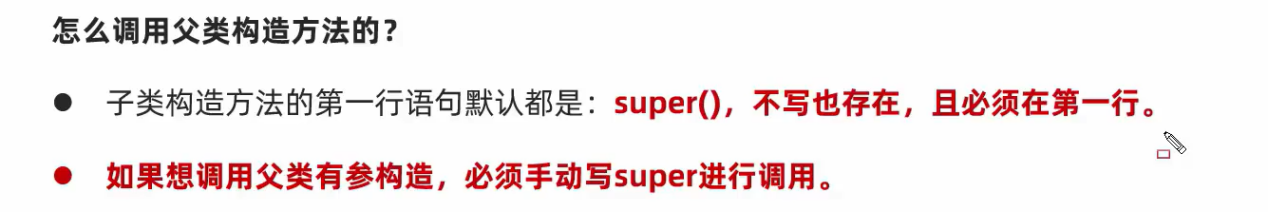 怎么调用父类构造方法的？
● 子类构造方法的第一行语句默认都是：super()，不写也存在，且必须在第一行。
● 如果想调用父类有参构造，必须手动写super进行调用。